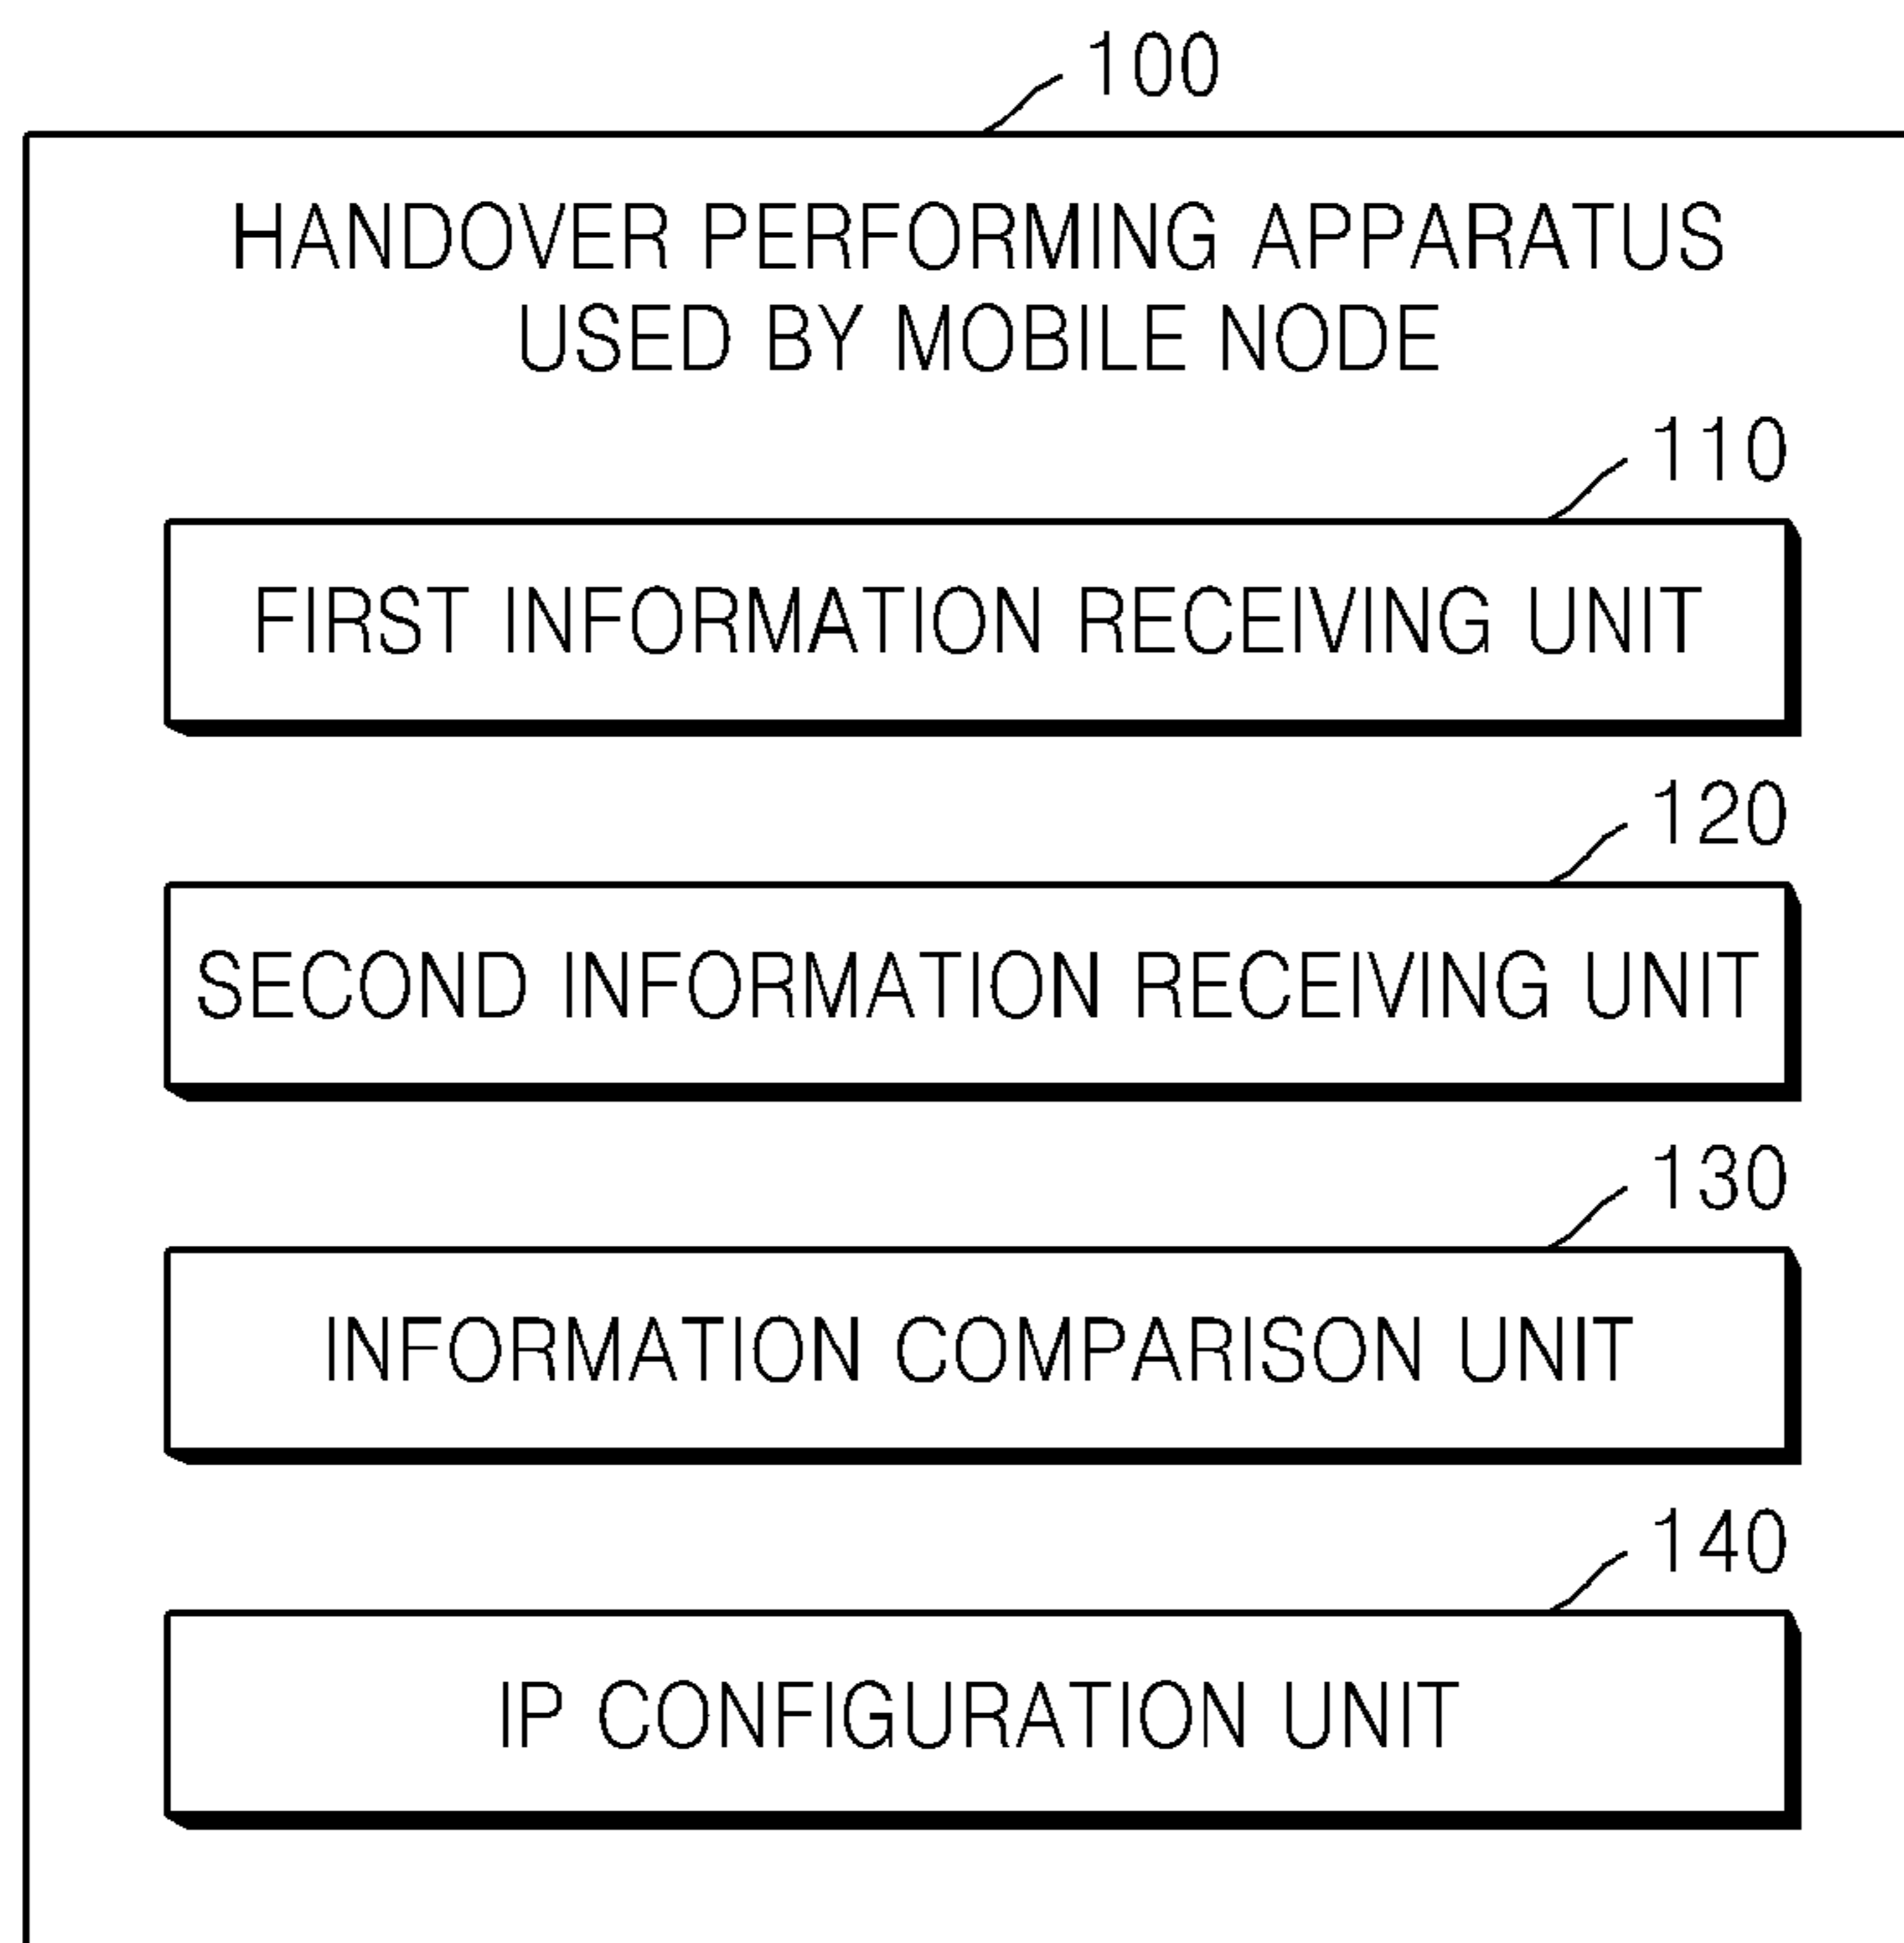 100
HANDOVER PERFORMING APPARATUS
USED BY MOBILE NODE
110
FIRST INFORMATION RECEIVING UNIT
120
SECOND INFORMATION RECEIVING UNIT
130
INFORMATION COMPARISON UNIT
140
IP CONFIGURATION UNIT